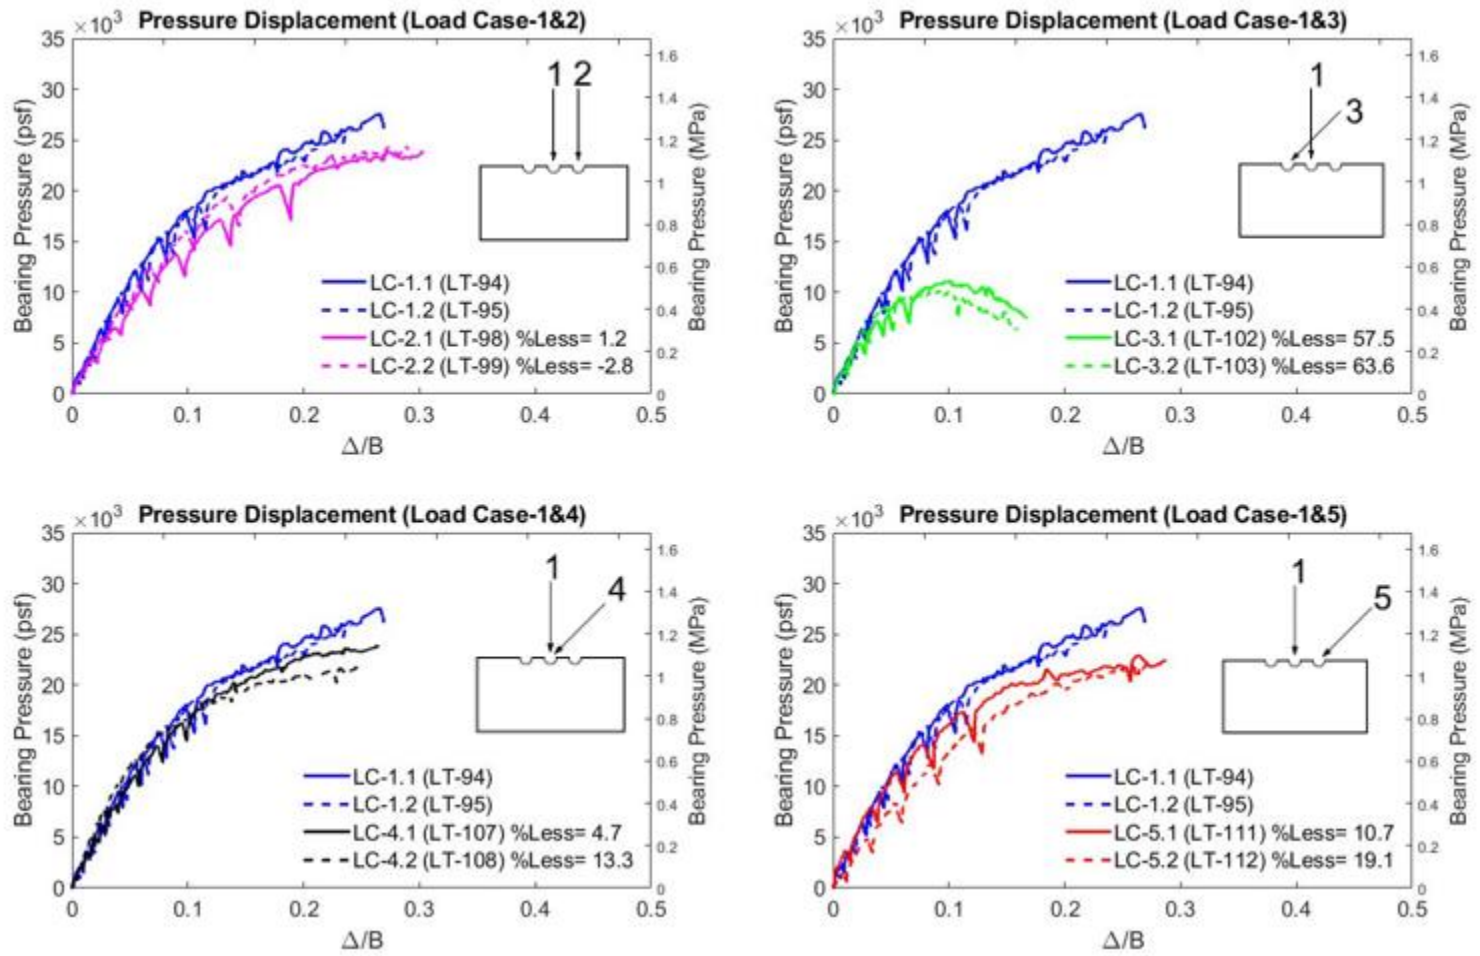 ×10³ Pressure Displacement (Load Case-1&2)
35
30
25
20
15
10
5
0
Bearing Pressure (psf)
1 2
LC-1.1 (LT-94)
LC-1.2 (LT-95)
LC-2.1 (LT-98) %Less= 1.2
LC-2.2 (LT-99) %Less= -2.8
1.6
1.4
1.2
1
0.8
0.6
0.4
0.2
0
Bearing Pressure (MPa)
0 0.1 0.2 0.3 0.4 0.5
Δ/B
×10³ Pressure Displacement (Load Case-1&3)
35
30
25
20
15
10
5
0
Bearing Pressure (psf)
1
3
LC-1.1 (LT-94)
LC-1.2 (LT-95)
LC-3.1 (LT-102) %Less= 57.5
LC-3.2 (LT-103) %Less= 63.6
1.6
1.4
1.2
1
0.8
0.6
0.4
0.2
0
Bearing Pressure (MPa)
0 0.1 0.2 0.3 0.4 0.5
Δ/B
×10³ Pressure Displacement (Load Case-1&4)
35
30
25
20
15
10
5
0
Bearing Pressure (psf)
1
4
LC-1.1 (LT-94)
LC-1.2 (LT-95)
LC-4.1 (LT-107) %Less= 4.7
LC-4.2 (LT-108) %Less= 13.3
1.6
1.4
1.2
1
0.8
0.6
0.4
0.2
0
Bearing Pressure (MPa)
0 0.1 0.2 0.3 0.4 0.5
Δ/B
×10³ Pressure Displacement (Load Case-1&5)
35
30
25
20
15
10
5
0
Bearing Pressure (psf)
1
5
LC-1.1 (LT-94)
LC-1.2 (LT-95)
LC-5.1 (LT-111) %Less= 10.7
LC-5.2 (LT-112) %Less= 19.1
1.6
1.4
1.2
1
0.8
0.6
0.4
0.2
0
Bearing Pressure (MPa)
0 0.1 0.2 0.3 0.4 0.5
Δ/B